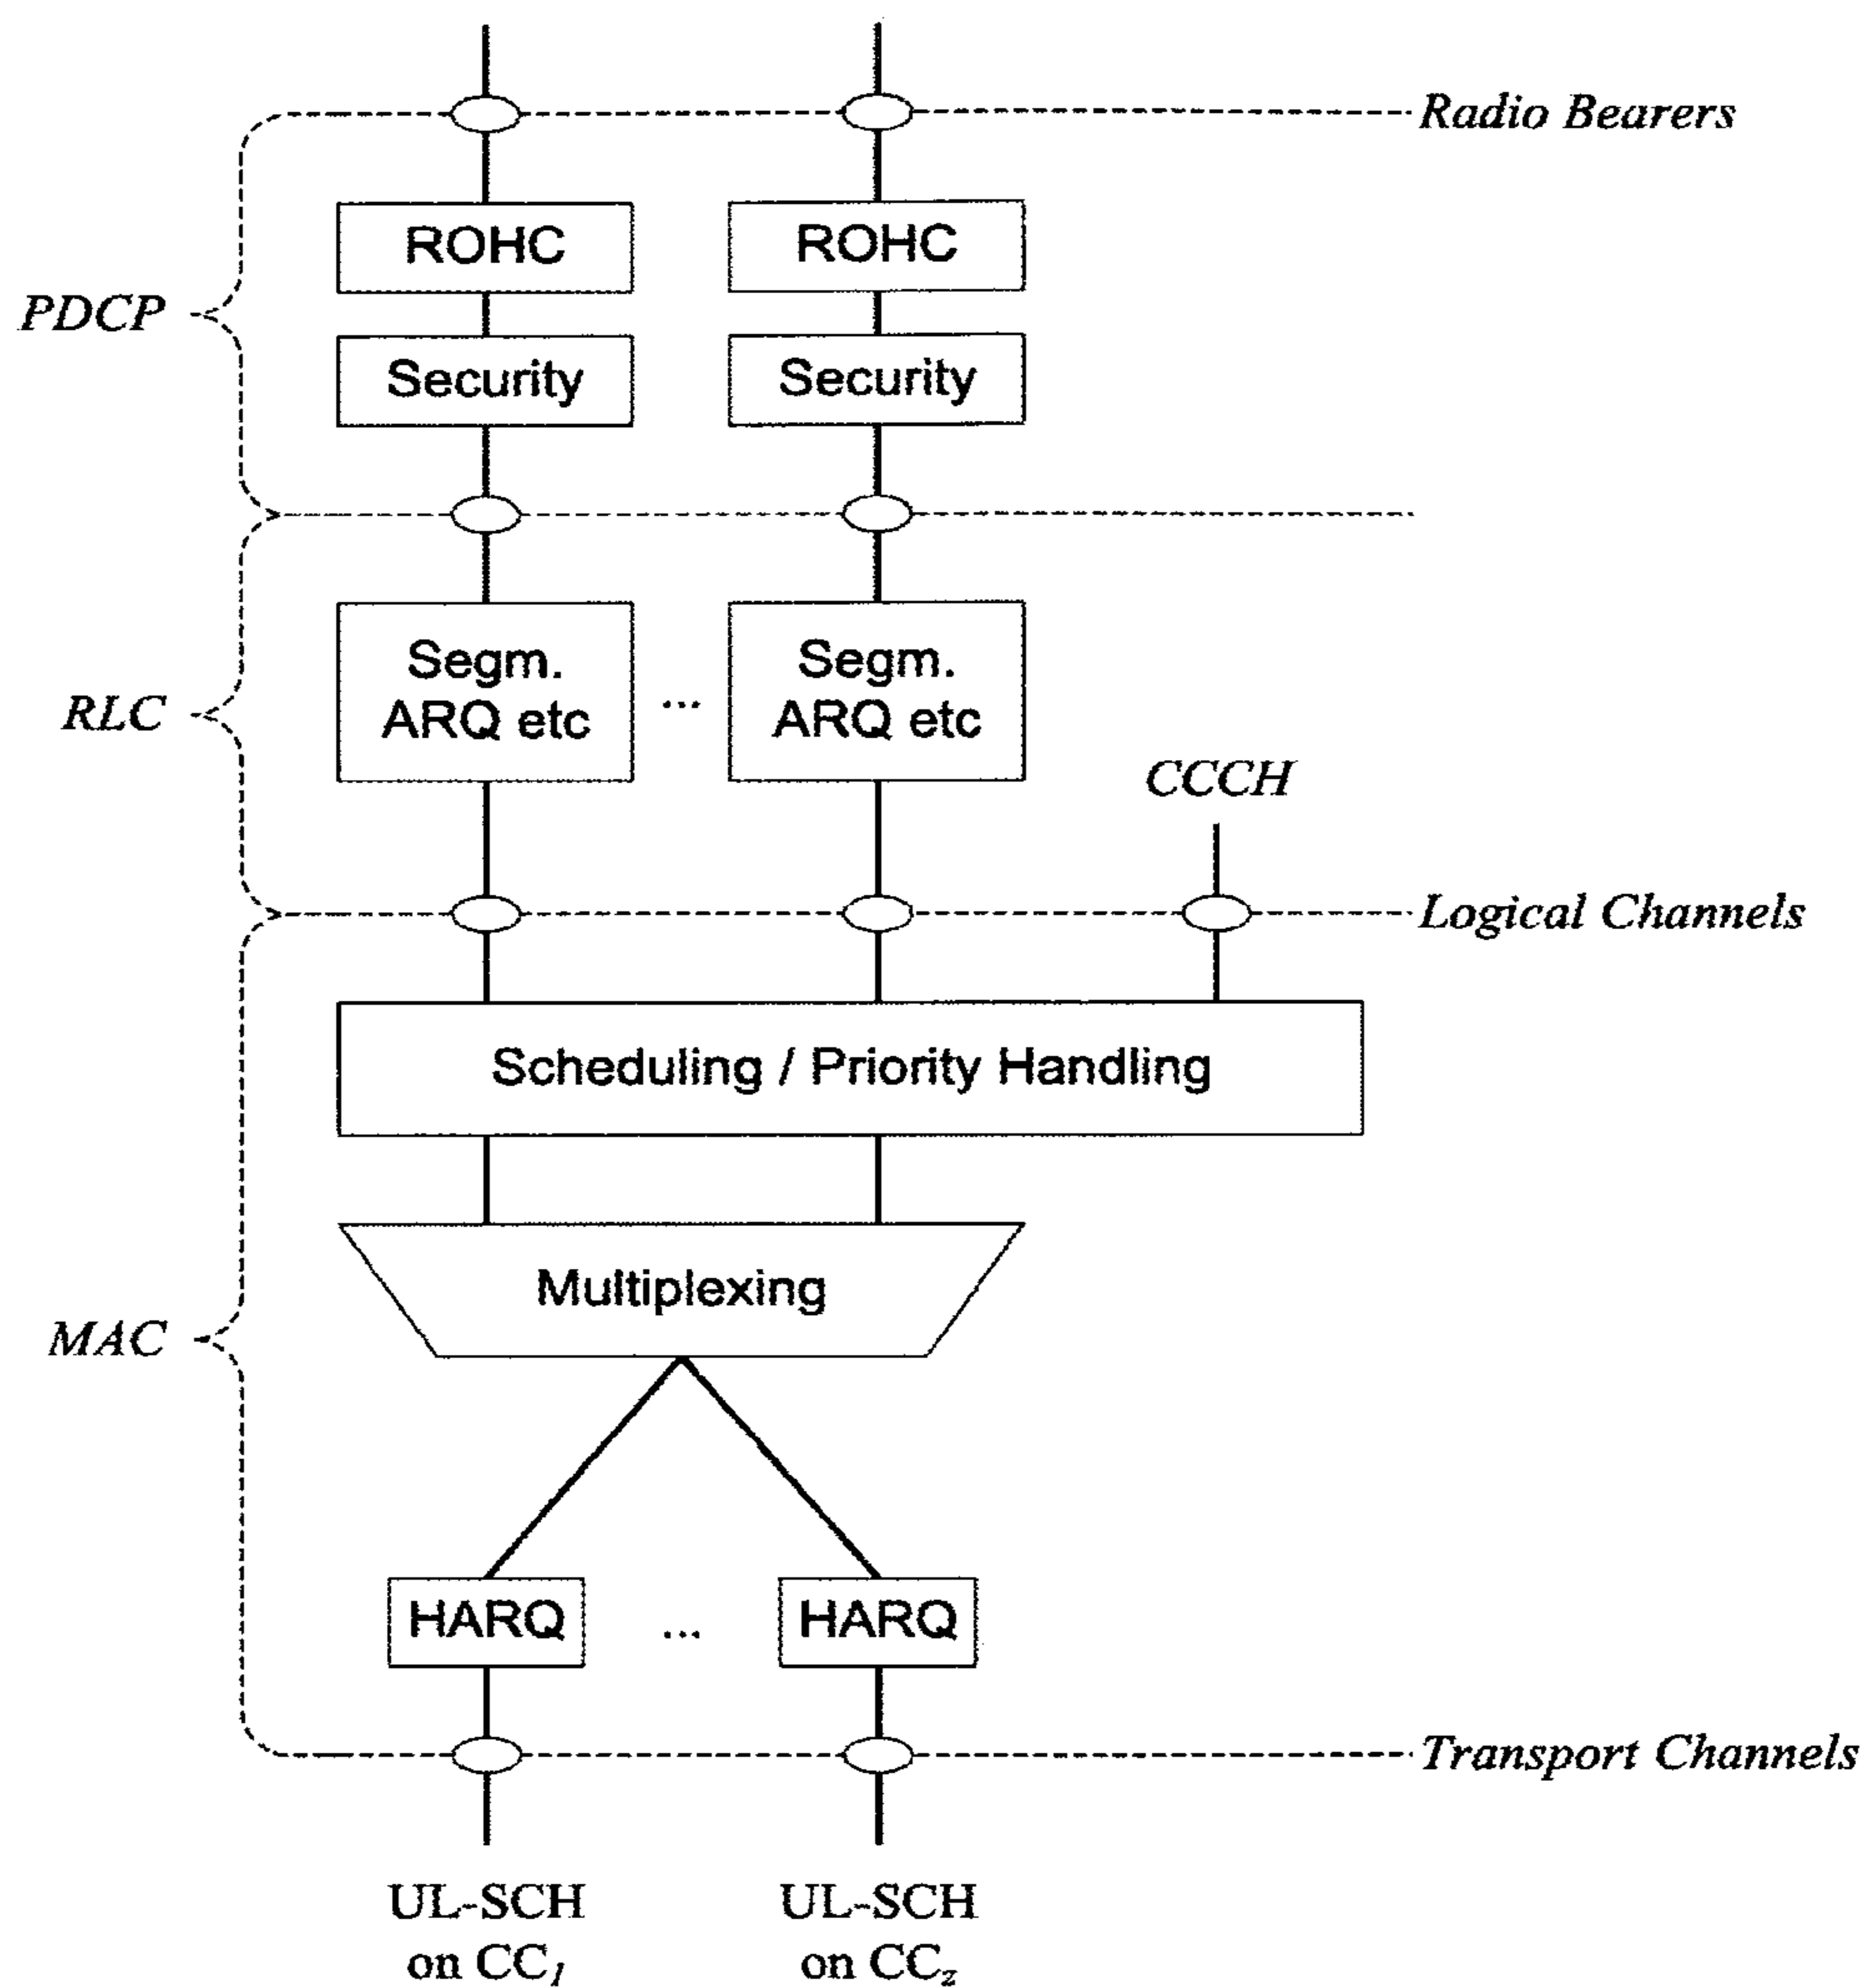 Radio Bearers
ROHC ROHC
PDCP
Security Security
Segm. Segm.
RLC
ARQ etc ... ARQ etc
CCCH
Logical Channels
Scheduling / Priority Handling
Multiplexing
MAC
HARQ ... HARQ
Transport Channels
UL-SCH UL-SCH
on CC1 on CCz